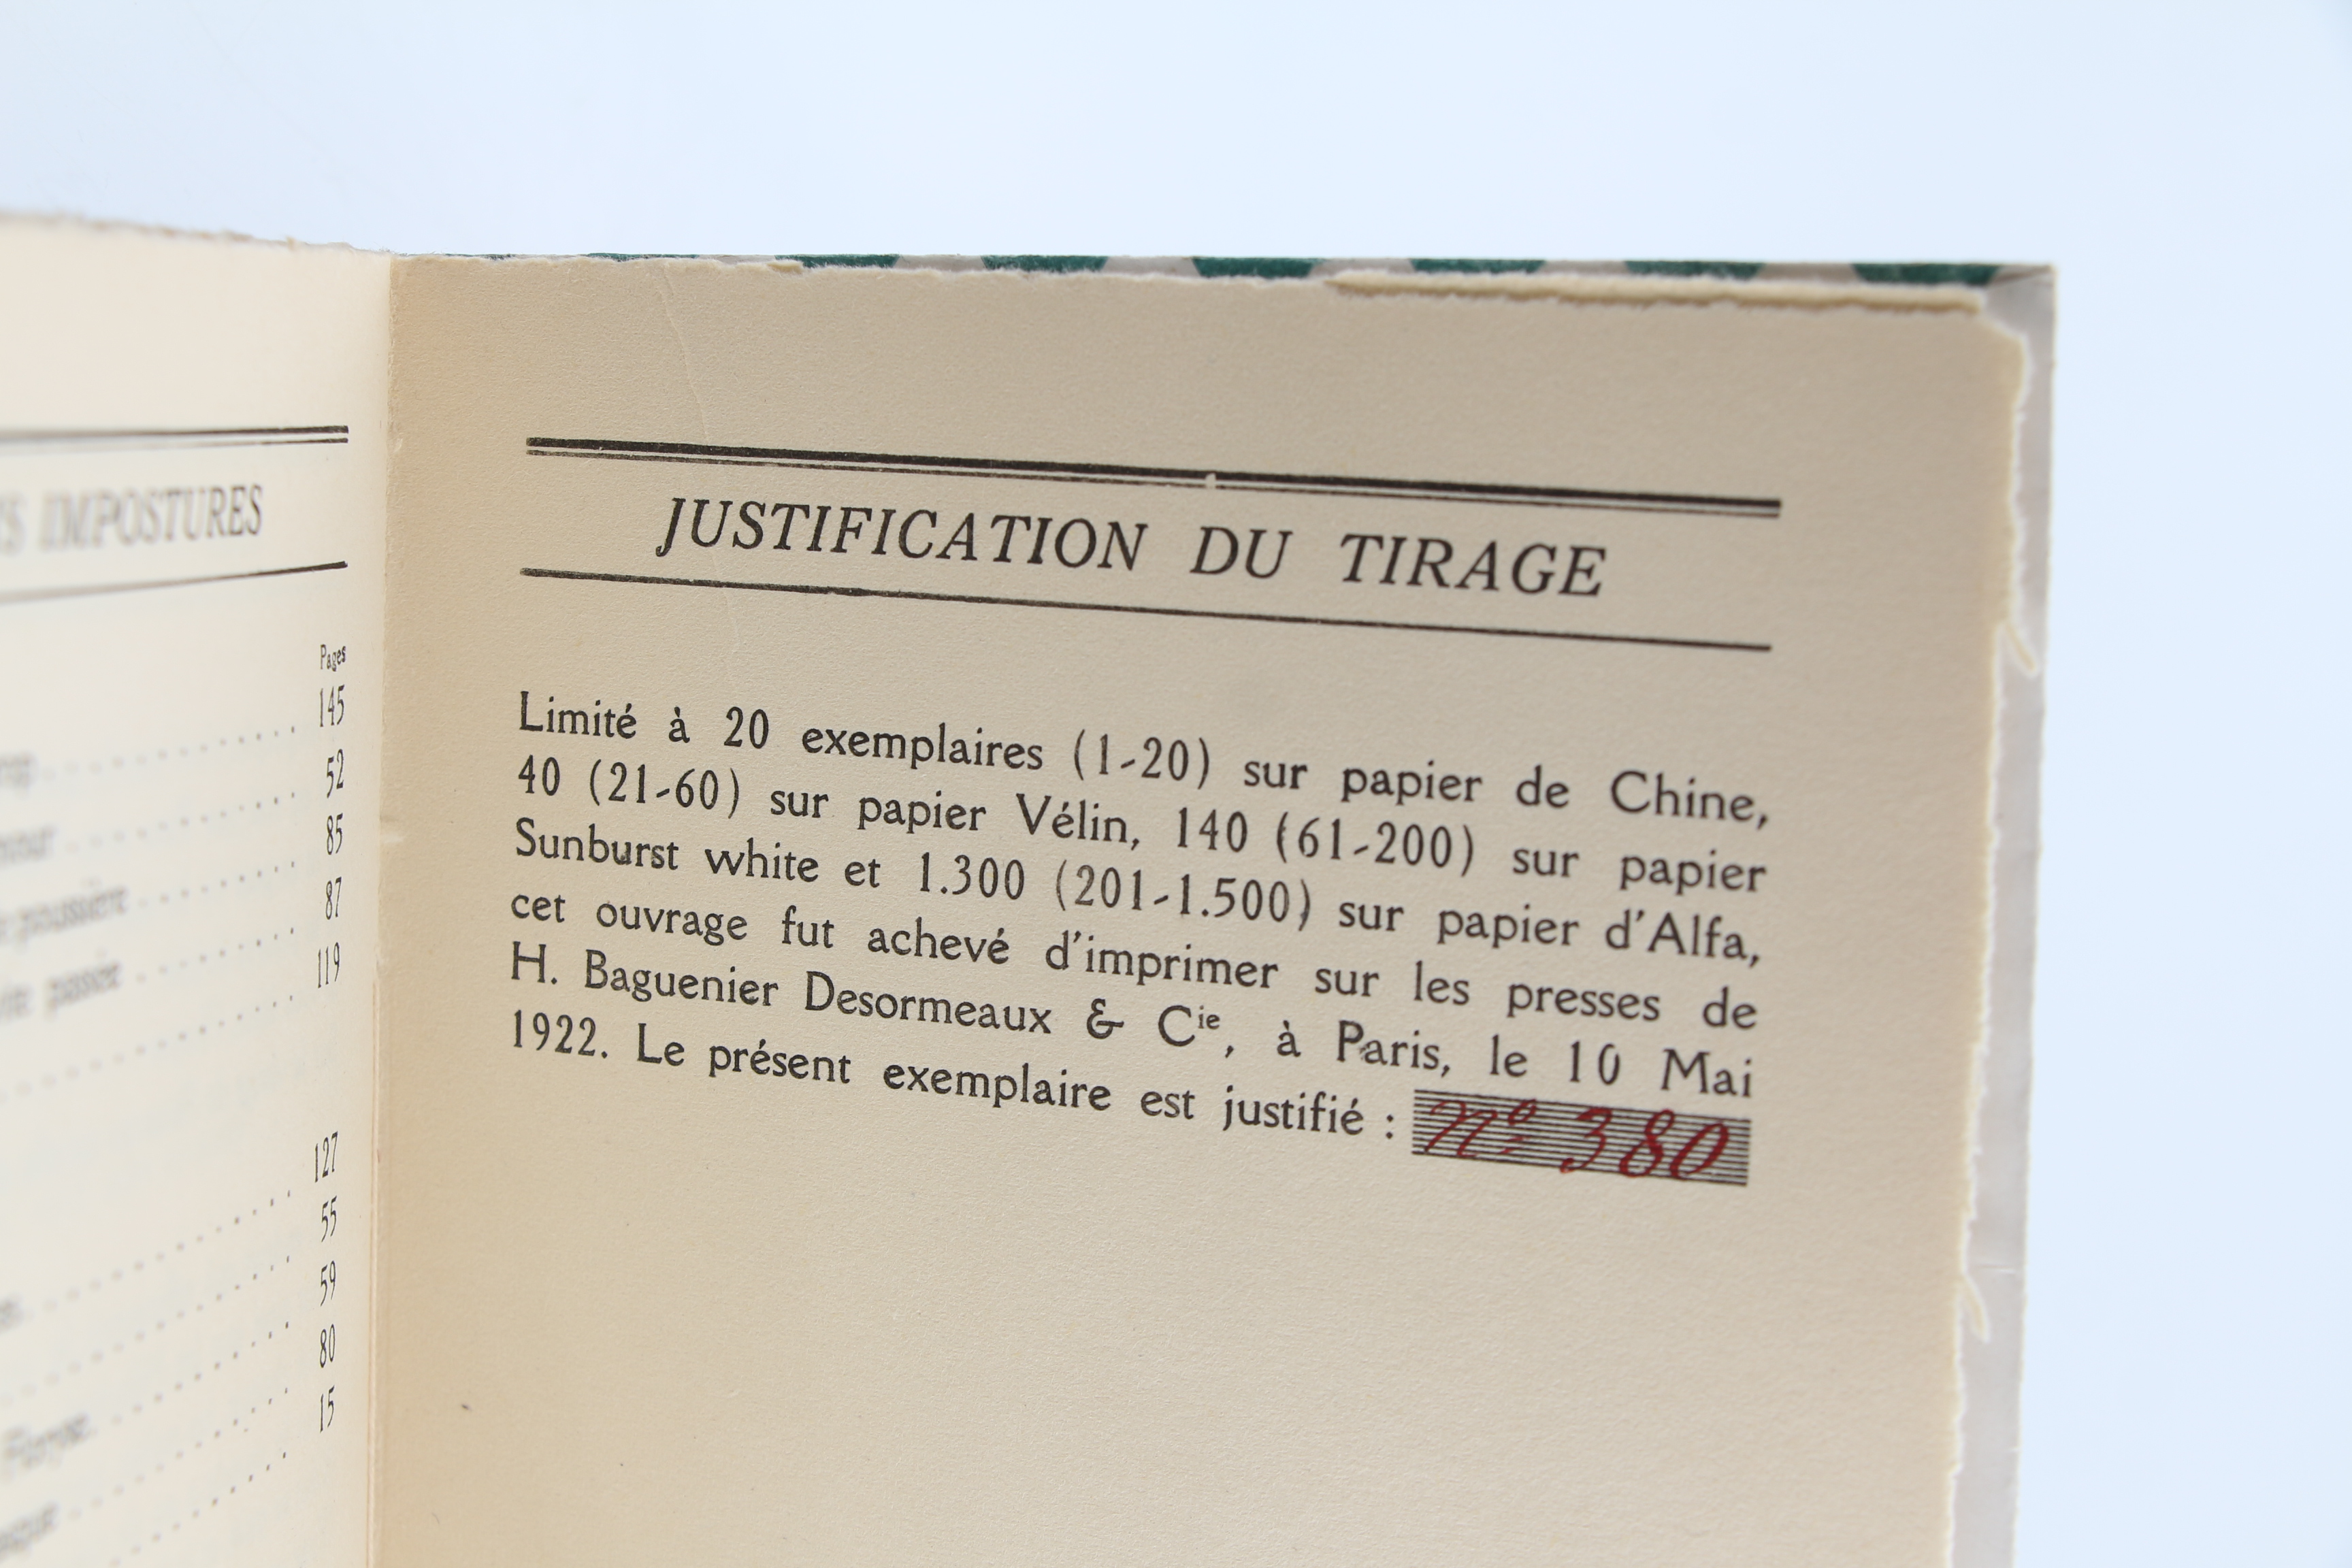 IMPOSTURES
Pages
145
52
85
poussière
87
passée
119
127
55
59
80
15
JUSTIFICATION DU TIRAGE
Limité à 20 exemplaires (1-20) sur papier de Chine,
40 (21-60) sur papier Vélin, 140 (61-200) sur papier
Sunburst white et 1.300 (201-1.500) sur papier d'Alfa,
cet ouvrage fut achevé d'imprimer sur les presses de
H. Baguenier Desormeaux & Cie, à Paris, le 10 Mai
1922. Le présent exemplaire est justifié : nº 380